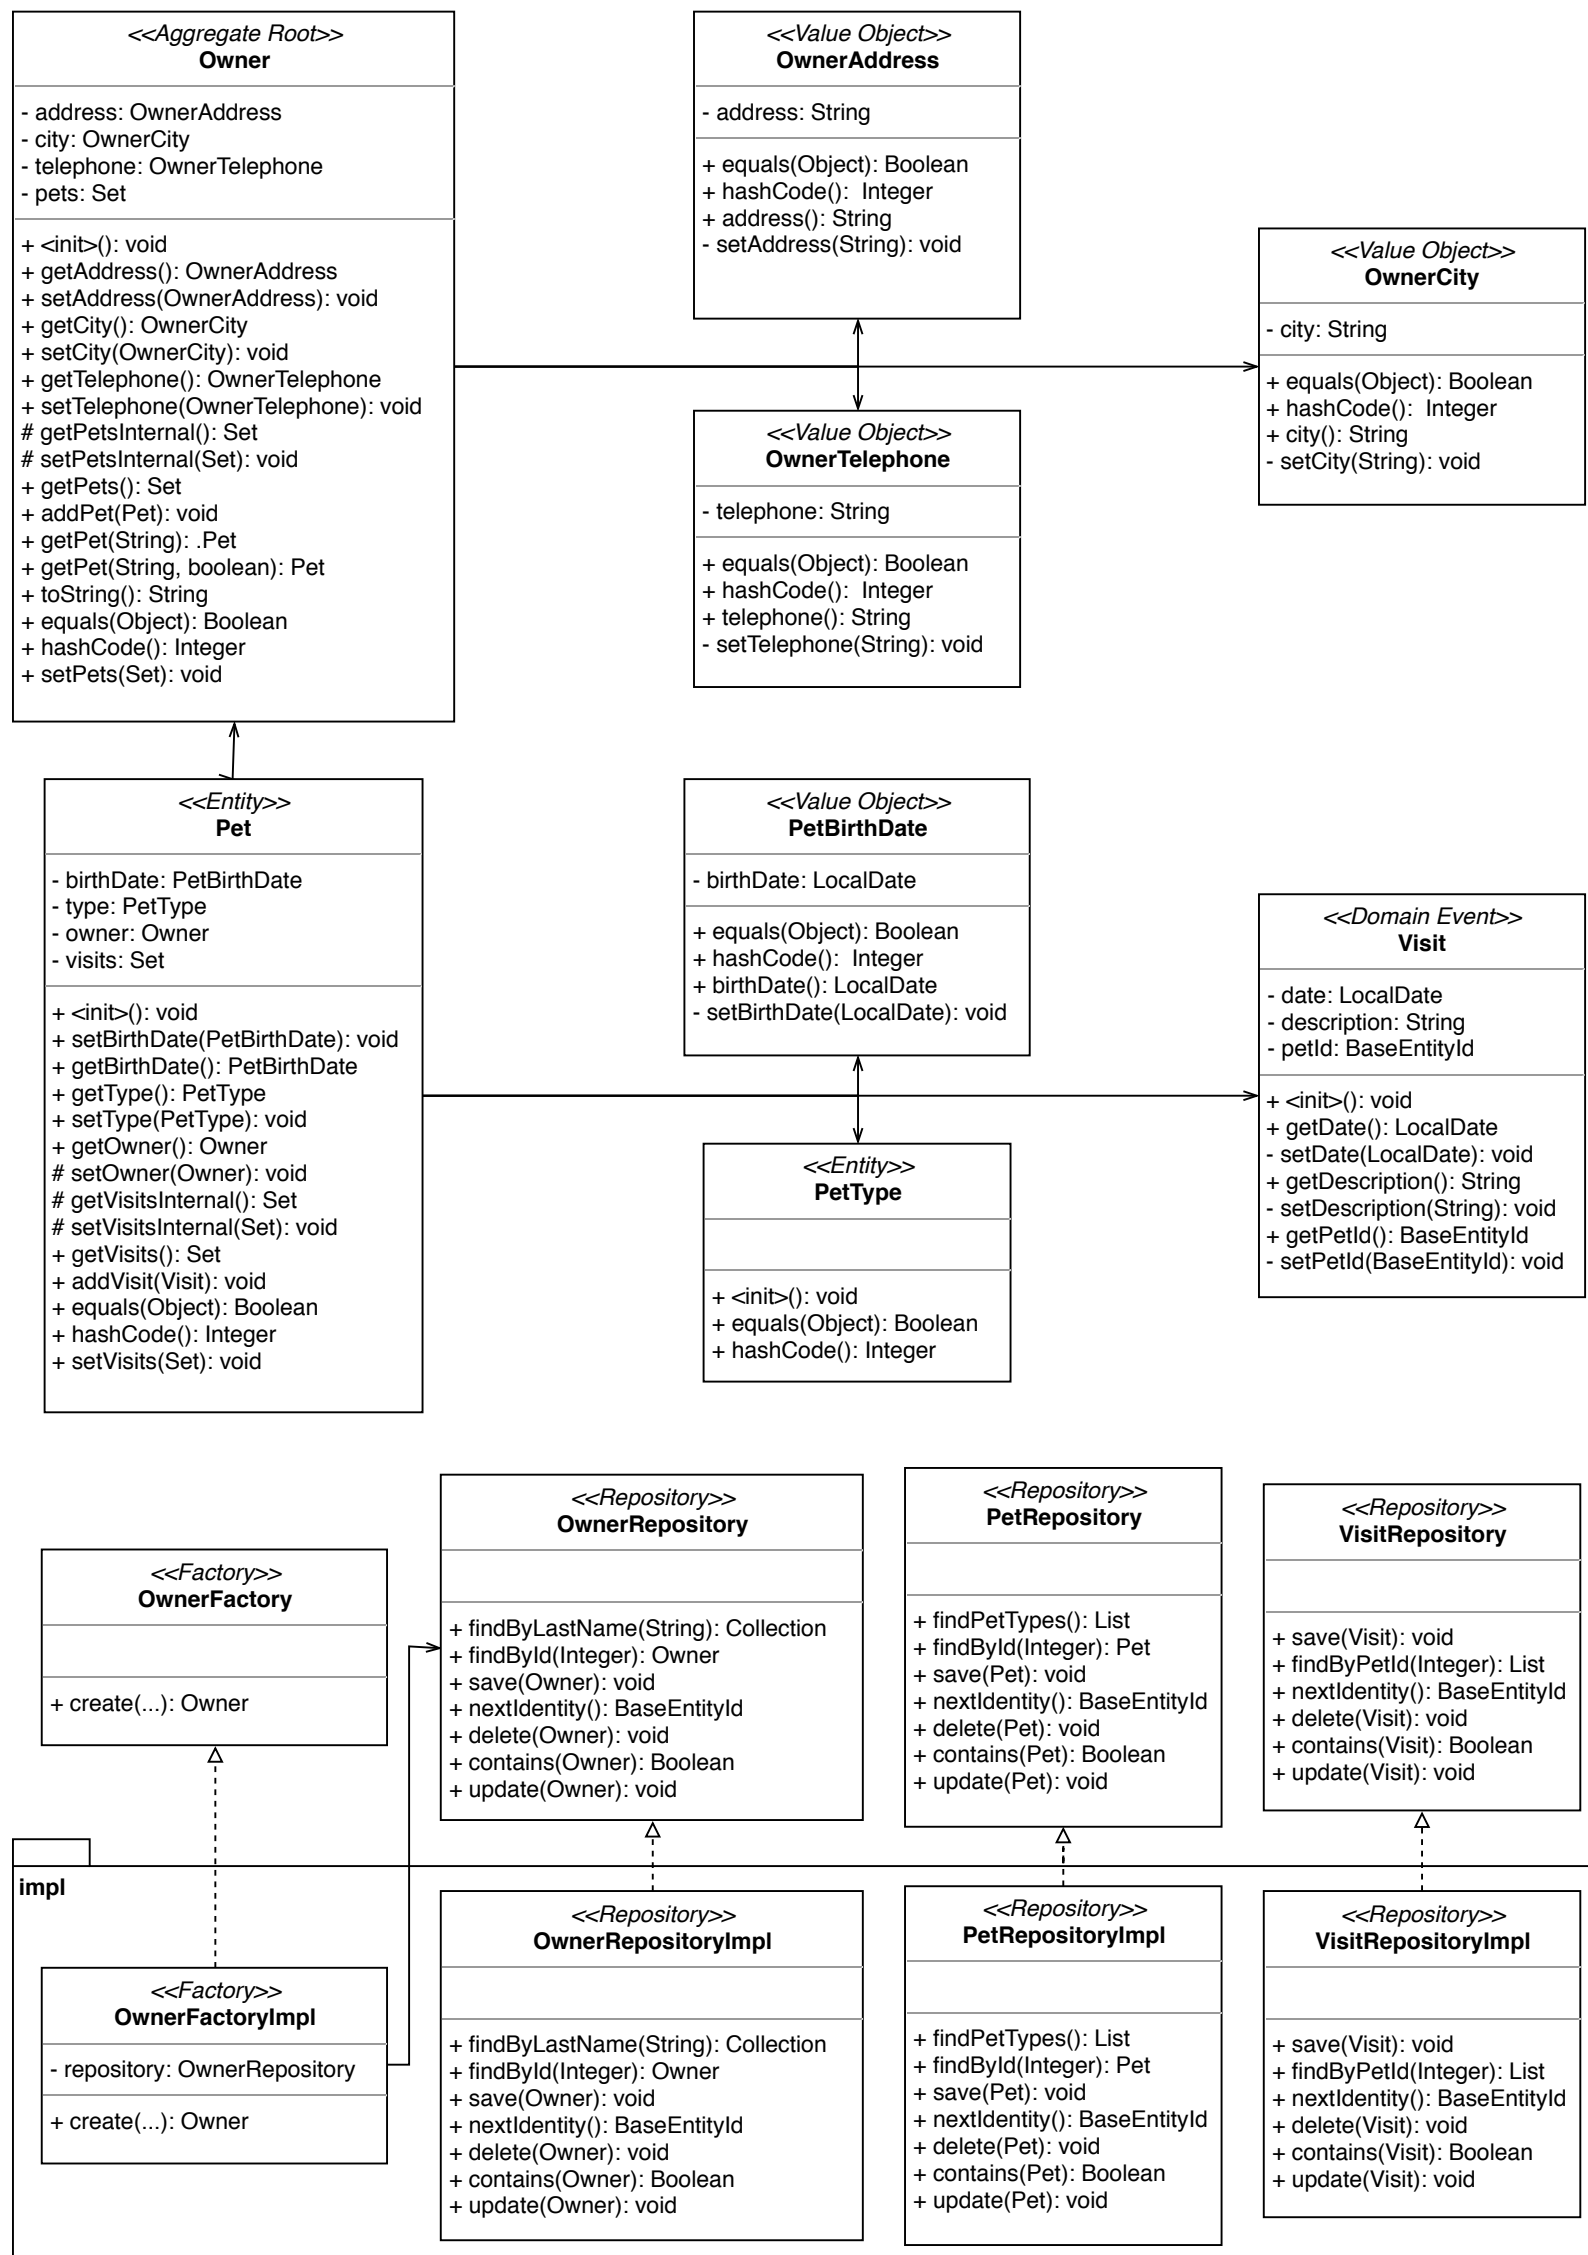 <<Aggregate Root>>
Owner
- address: OwnerAddress
- city: OwnerCity
- telephone: OwnerTelephone
- pets: Set
+ <init>(): void
+ getAddress(): OwnerAddress
+ setAddress(OwnerAddress): void
+ getCity(): OwnerCity
+ setCity(OwnerCity): void
+ getTelephone(): OwnerTelephone
+ setTelephone(OwnerTelephone): void
# getPetsInternal(): Set
# setPetsInternal(Set): void
+ getPets(): Set
+ addPet(Pet): void
+ getPet(String): .Pet
+ getPet(String, boolean): Pet
+ toString(): String
+ equals(Object): Boolean
+ hashCode(): Integer
+ setPets(Set): void
<<Value Object>>
OwnerAddress
- address: String
+ equals(Object): Boolean
+ hashCode():  Integer
+ address(): String
- setAddress(String): void
<<Value Object>>
OwnerCity
- city: String
+ equals(Object): Boolean
+ hashCode():  Integer
+ city(): String
- setCity(String): void
<<Value Object>>
OwnerTelephone
- telephone: String
+ equals(Object): Boolean
+ hashCode():  Integer
+ telephone(): String
- setTelephone(String): void
<<Entity>>
Pet
- birthDate: PetBirthDate
- type: PetType
- owner: Owner
- visits: Set
+ <init>(): void
+ setBirthDate(PetBirthDate): void
+ getBirthDate(): PetBirthDate
+ getType(): PetType
+ setType(PetType): void
+ getOwner(): Owner
# setOwner(Owner): void
# getVisitsInternal(): Set
# setVisitsInternal(Set): void
+ getVisits(): Set
+ addVisit(Visit): void
+ equals(Object): Boolean
+ hashCode(): Integer
+ setVisits(Set): void
<<Value Object>>
PetBirthDate
- birthDate: LocalDate
+ equals(Object): Boolean
+ hashCode():  Integer
+ birthDate(): LocalDate
- setBirthDate(LocalDate): void
<<Domain Event>>
Visit
- date: LocalDate
- description: String
- petId: BaseEntityId
+ <init>(): void
+ getDate(): LocalDate
- setDate(LocalDate): void
+ getDescription(): String
- setDescription(String): void
+ getPetId(): BaseEntityId
- setPetId(BaseEntityId): void
<<Entity>>
PetType
+ <init>(): void
+ equals(Object): Boolean
+ hashCode(): Integer
<<Factory>>
OwnerFactory
+ create(...): Owner
<<Repository>>
OwnerRepository
+ findByLastName(String): Collection
+ findById(Integer): Owner
+ save(Owner): void
+ nextIdentity(): BaseEntityId
+ delete(Owner): void
+ contains(Owner): Boolean
+ update(Owner): void
<<Repository>>
PetRepository
+ findPetTypes(): List
+ findById(Integer): Pet
+ save(Pet): void
+ nextIdentity(): BaseEntityId
+ delete(Pet): void
+ contains(Pet): Boolean
+ update(Pet): void
<<Repository>>
VisitRepository
+ save(Visit): void
+ findByPetId(Integer): List
+ nextIdentity(): BaseEntityId
+ delete(Visit): void
+ contains(Visit): Boolean
+ update(Visit): void
impl
<<Factory>>
OwnerFactoryImpl
- repository: OwnerRepository
+ create(...): Owner
<<Repository>>
OwnerRepositoryImpl
+ findByLastName(String): Collection
+ findById(Integer): Owner
+ save(Owner): void
+ nextIdentity(): BaseEntityId
+ delete(Owner): void
+ contains(Owner): Boolean
+ update(Owner): void
<<Repository>>
PetRepositoryImpl
+ findPetTypes(): List
+ findById(Integer): Pet
+ save(Pet): void
+ nextIdentity(): BaseEntityId
+ delete(Pet): void
+ contains(Pet): Boolean
+ update(Pet): void
<<Repository>>
VisitRepositoryImpl
+ save(Visit): void
+ findByPetId(Integer): List
+ nextIdentity(): BaseEntityId
+ delete(Visit): void
+ contains(Visit): Boolean
+ update(Visit): void